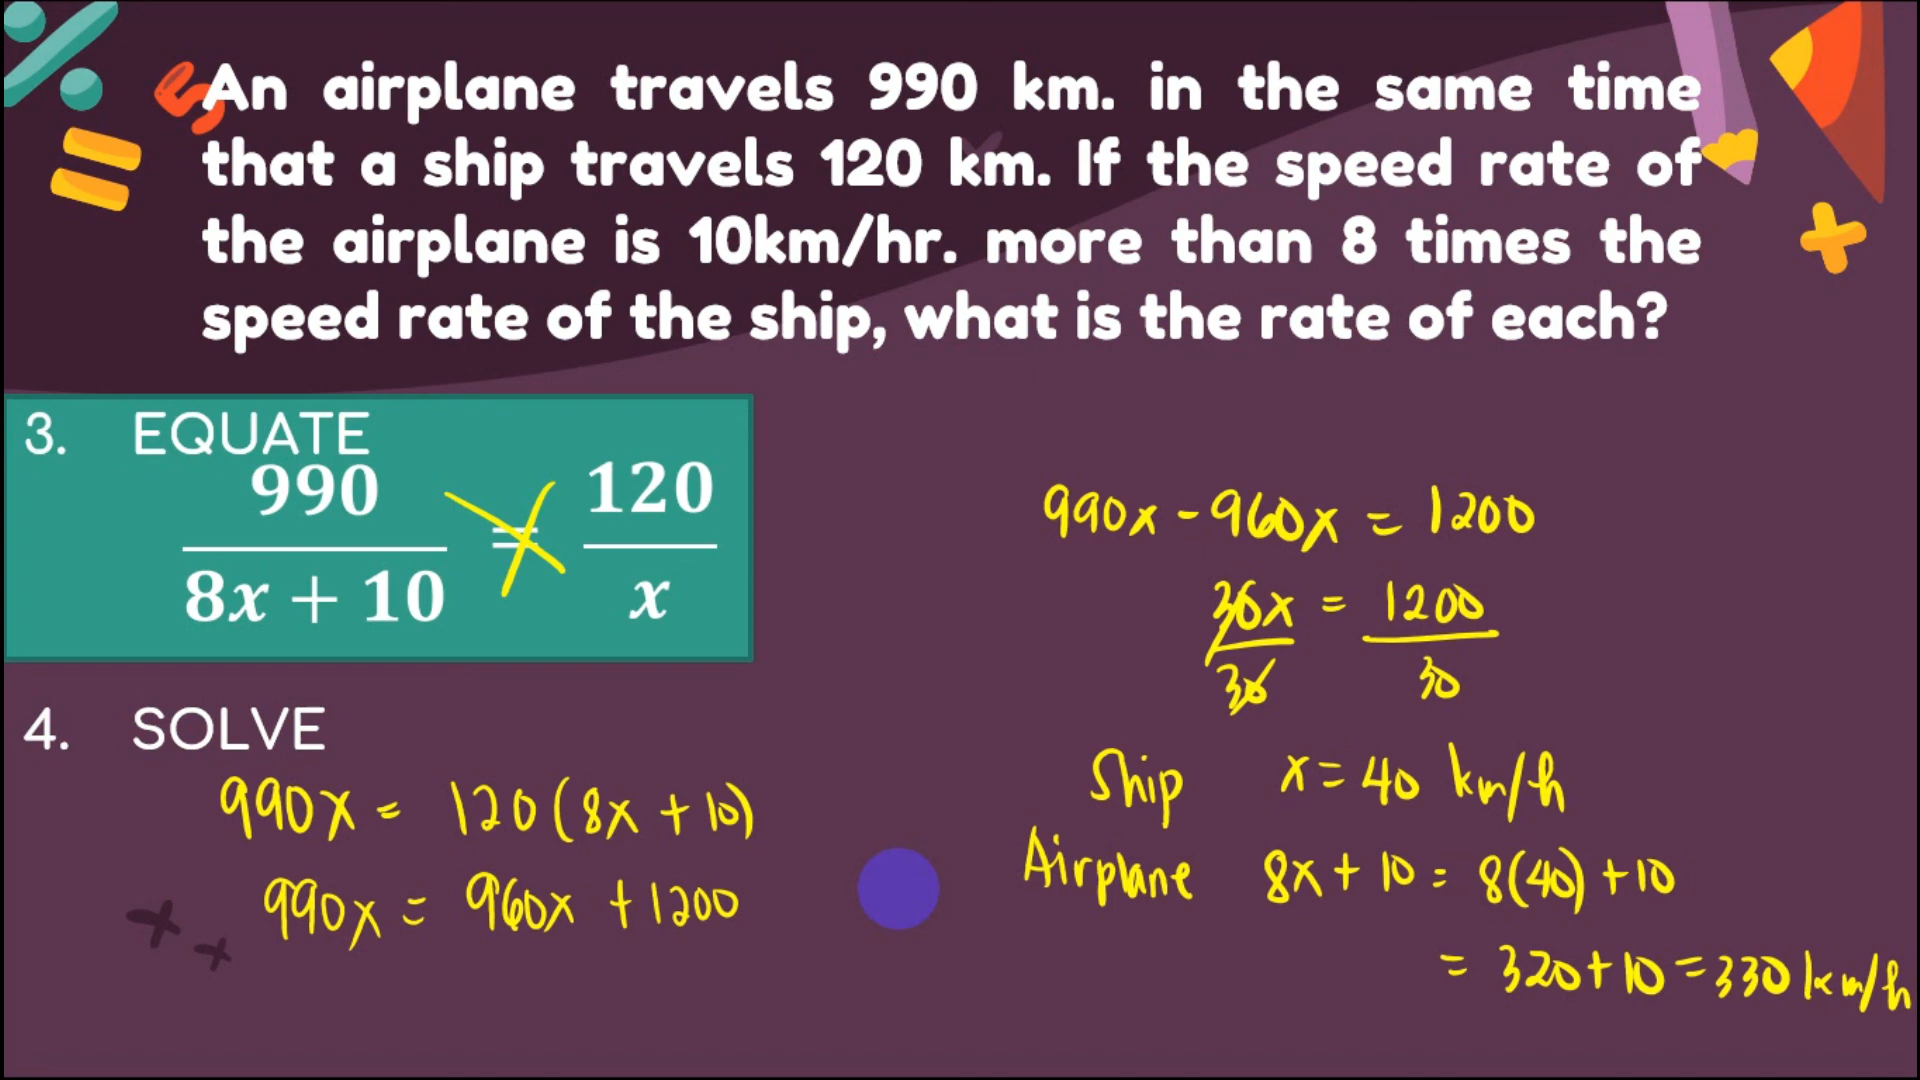 An airplane travels 990 km. in the same time
that a ship travels 120 km. If the speed rate of
the airplane is 10km/hr. more than 8 times the
speed rate of the ship, what is the rate of each?
3. EQUATE
990
8x + 10
=
120
x
4. SOLVE
990x = 120(8x + 10)
990x = 960x + 1200
990x - 960x = 1200
30x = 1200
30 30
Ship x = 40 km/h
Airplane 8x + 10 = 8(40) + 10
= 320 + 10 = 330 km/h